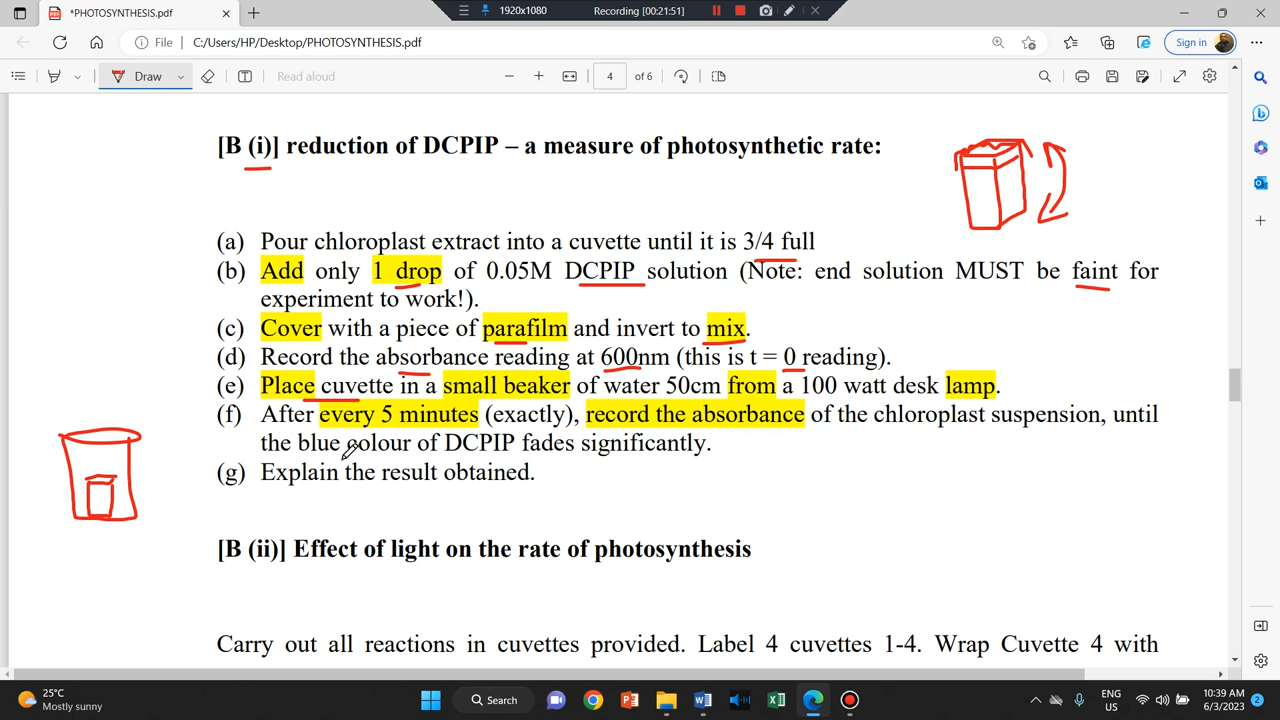 *PHOTOSYNTHESIS.pdf
1920x1080
Recording [00:21:51]
File
C:/Users/HP/Desktop/PHOTOSYNTHESIS.pdf
Sign in
Draw
Read aloud
4
of 6
[B (i)] reduction of DCPIP – a measure of photosynthetic rate:
(a) Pour chloroplast extract into a cuvette until it is 3/4 full
(b) Add only 1 drop of 0.05M DCPIP solution (Note: end solution MUST be faint for
experiment to work!).
(c) Cover with a piece of parafilm and invert to mix.
(d) Record the absorbance reading at 600nm (this is t = 0 reading).
(e) Place cuvette in a small beaker of water 50cm from a 100 watt desk lamp.
(f) After every 5 minutes (exactly), record the absorbance of the chloroplast suspension, until
the blue colour of DCPIP fades significantly.
(g) Explain the result obtained.
[B (ii)] Effect of light on the rate of photosynthesis
Carry out all reactions in cuvettes provided. Label 4 cuvettes 1-4. Wrap Cuvette 4 with
25°C
Mostly sunny
Search
ENG
US
10:39 AM
6/3/2023